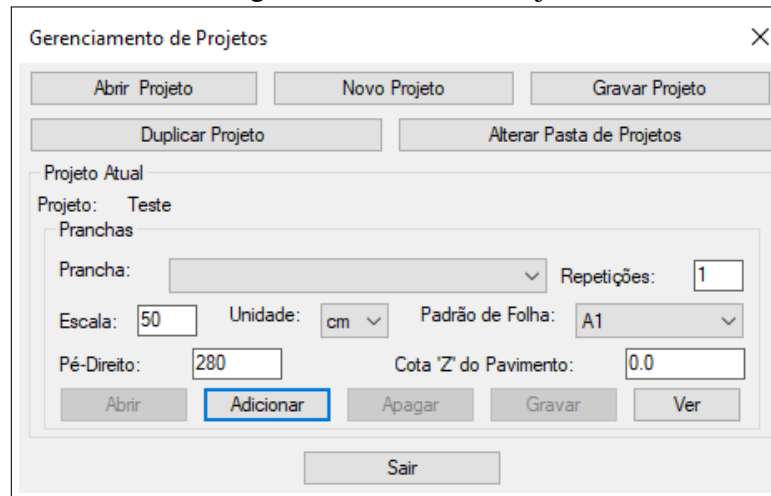 Gerenciamento de Projetos
Abrir Projeto Novo Projeto Gravar Projeto
Duplicar Projeto Alterar Pasta de Projetos
Projeto Atual
Projeto: Teste
Pranchas
Prancha: Repetições: 1
Escala: 50 Unidade: cm Padrão de Folha: A1
Pé-Direito: 280 Cota 'Z' do Pavimento: 0.0
Abrir Adicionar Apagar Gravar Ver
Sair